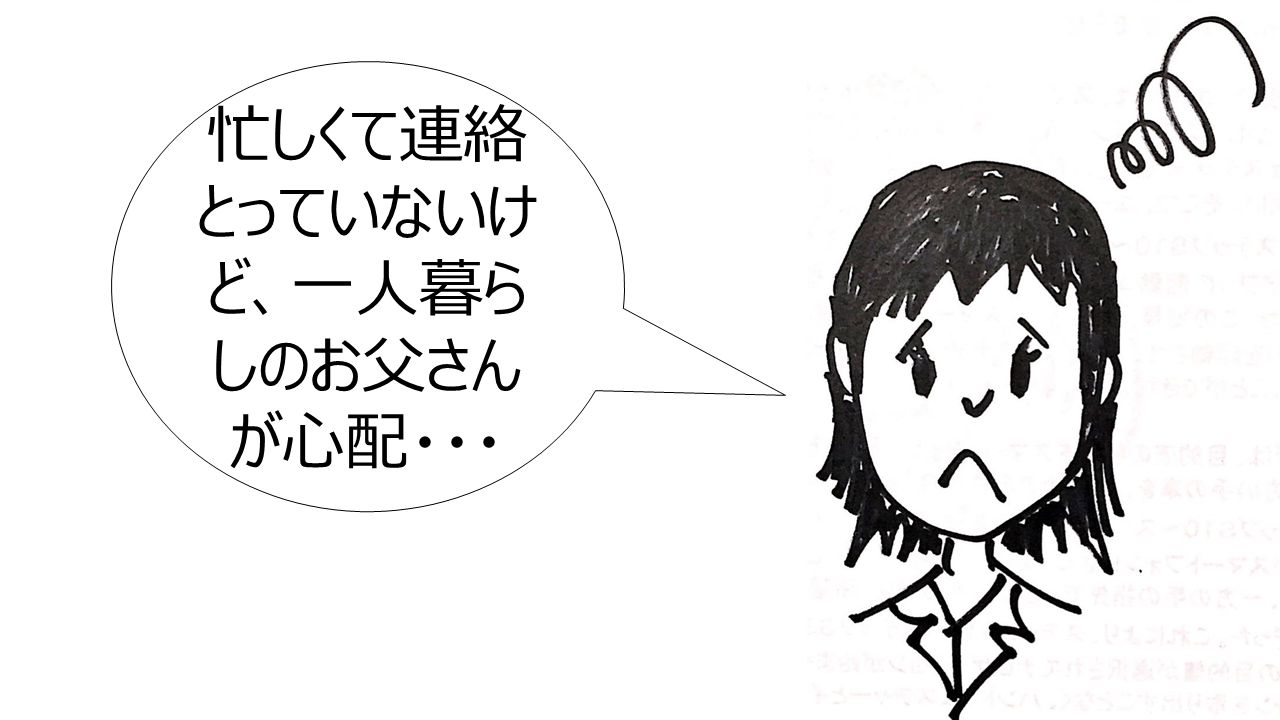 忙しくて連絡
とっていないけ
ど、一人暮ら
しのお父さん
が心配・・・